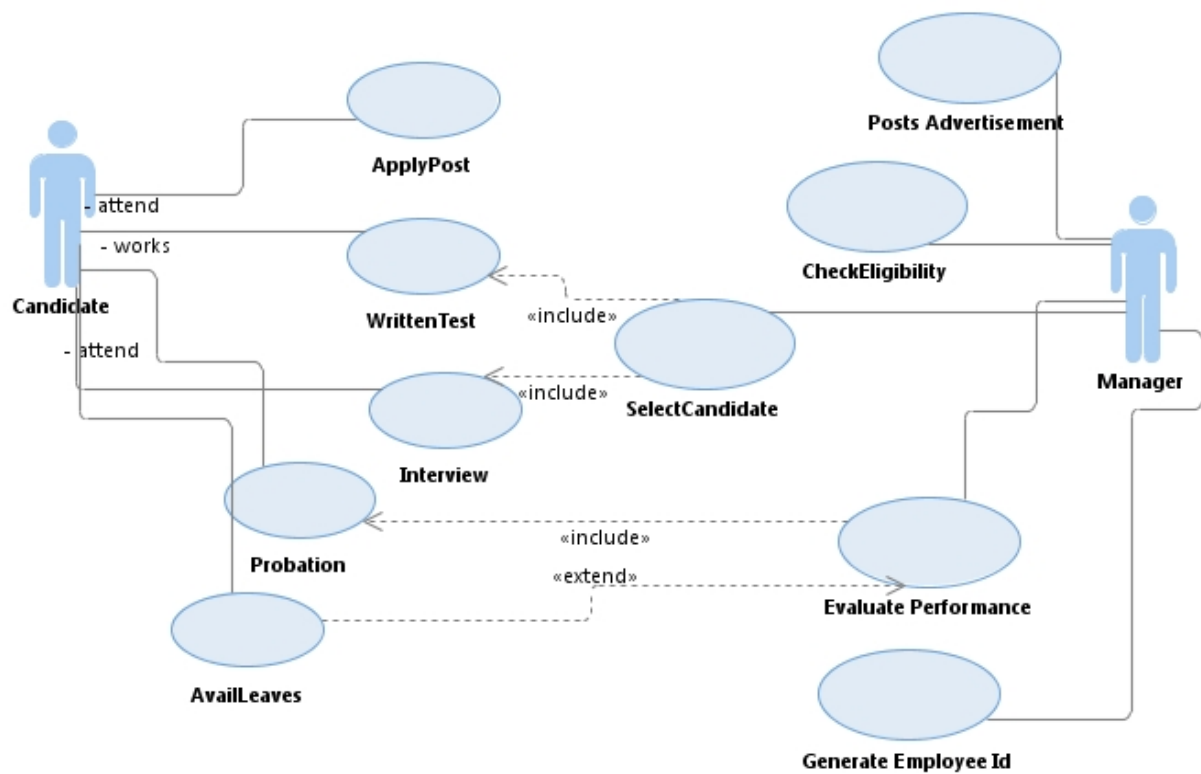 Posts Advertisement
ApplyPost
- attend
- works
CheckEligibility
Candidate
WrittenTest
«include»
- attend
Manager
«include»
SelectCandidate
Interview
«include»
Probation
«extend»
Evaluate Performance
AvailLeaves
Generate Employee Id